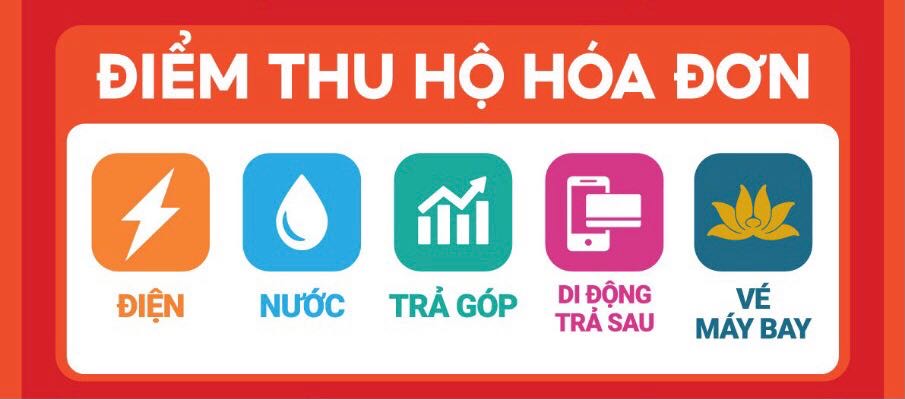 ĐIỂM THU HỘ HÓA ĐƠN
ĐIỆN
NƯỚC
TRẢ GÓP
DI ĐỘNG
TRẢ SAU
VÉ
MÁY BAY